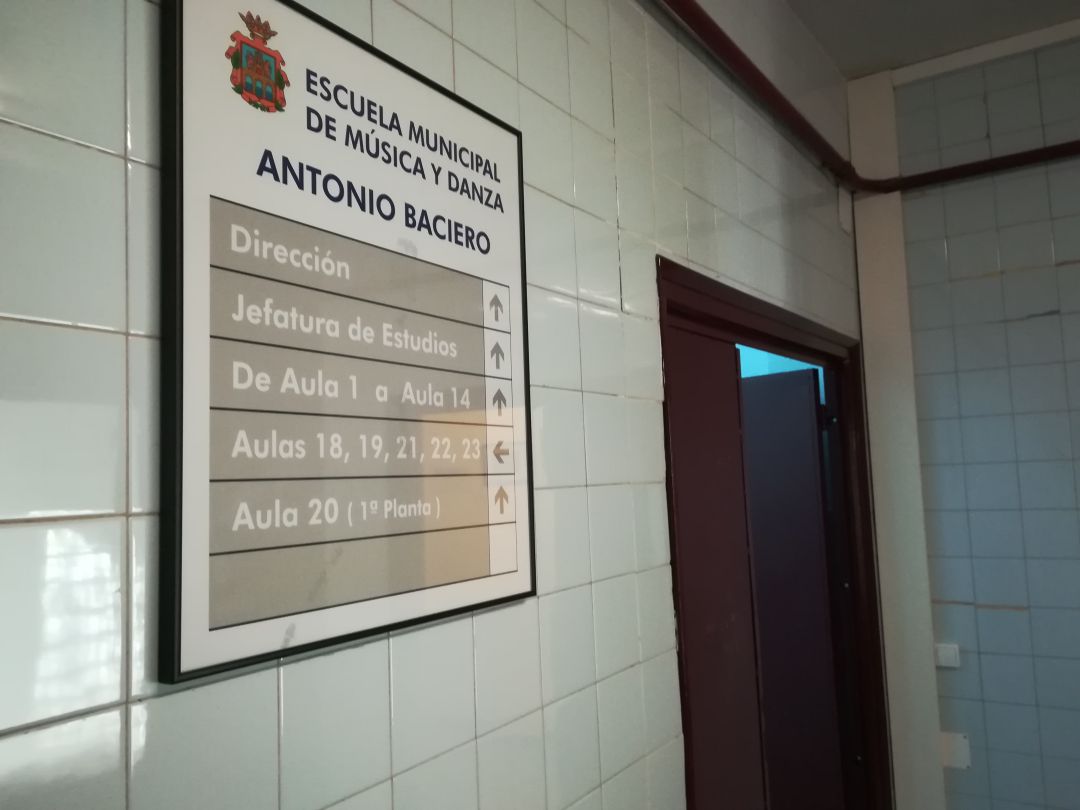 ESCUELA MUNICIPAL
DE MÚSICA Y DANZA
ANTONIO BACIERO
Dirección
Jefatura de Estudios
De Aula 1 a Aula 14
Aulas 18, 19, 21, 22, 23
Aula 20 ( 1ª Planta )